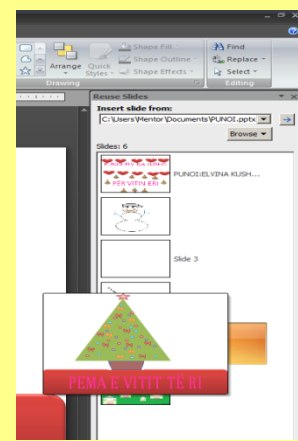 Arrange
Quick
Styles
Shape Fill
Shape Outline
Shape Effects
Find
Replace
Select
Drawing
Editing
Reuse Slides
Insert slide from:
C:\Users\Mentor\Documents\PUNOI.pptx
Browse
Slides: 6
PUNOI:ELVINA KUSH...
PER VITIN E RI
Slide 3
PEMA E VITIT TË RI